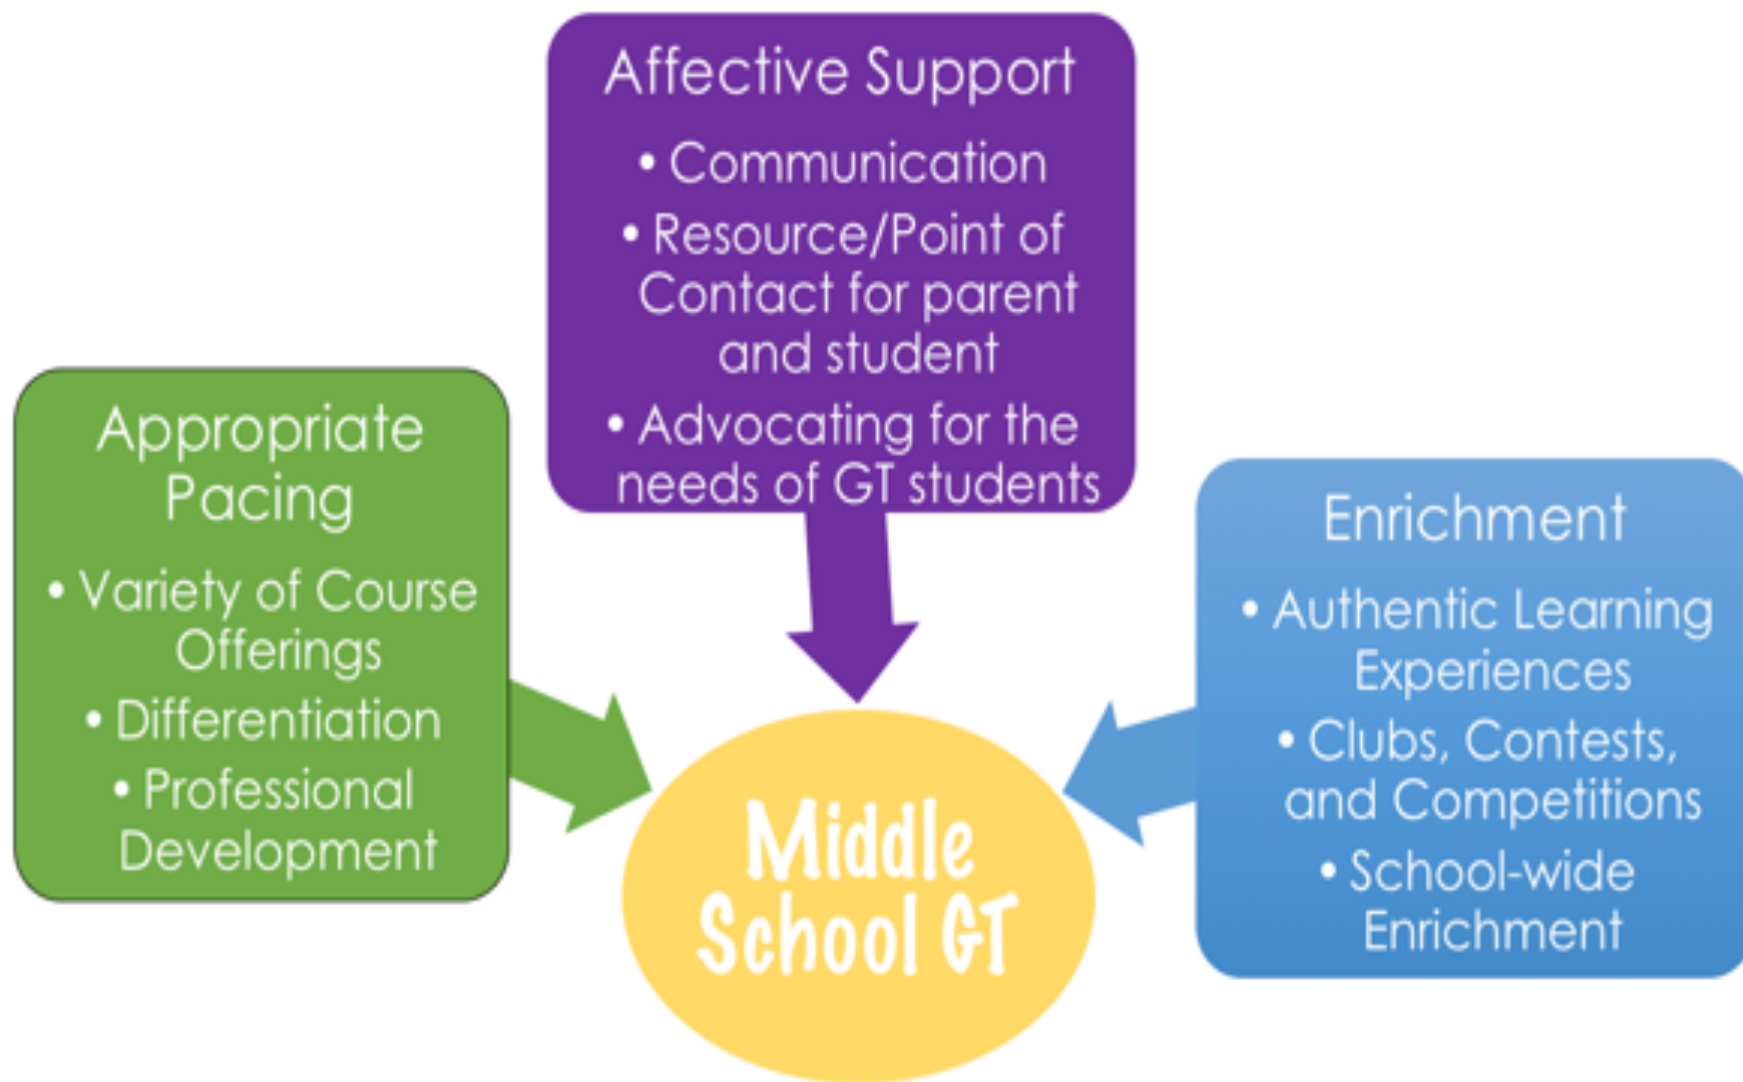 Affective Support
• Communication
• Resource/Point of
Contact for parent
and student
• Advocating for the
needs of GT students
Appropriate
Pacing
• Variety of Course
Offerings
• Differentiation
• Professional
Development
Enrichment
• Authentic Learning
Experiences
• Clubs, Contests,
and Competitions
• School-wide
Enrichment
Middle
School GT